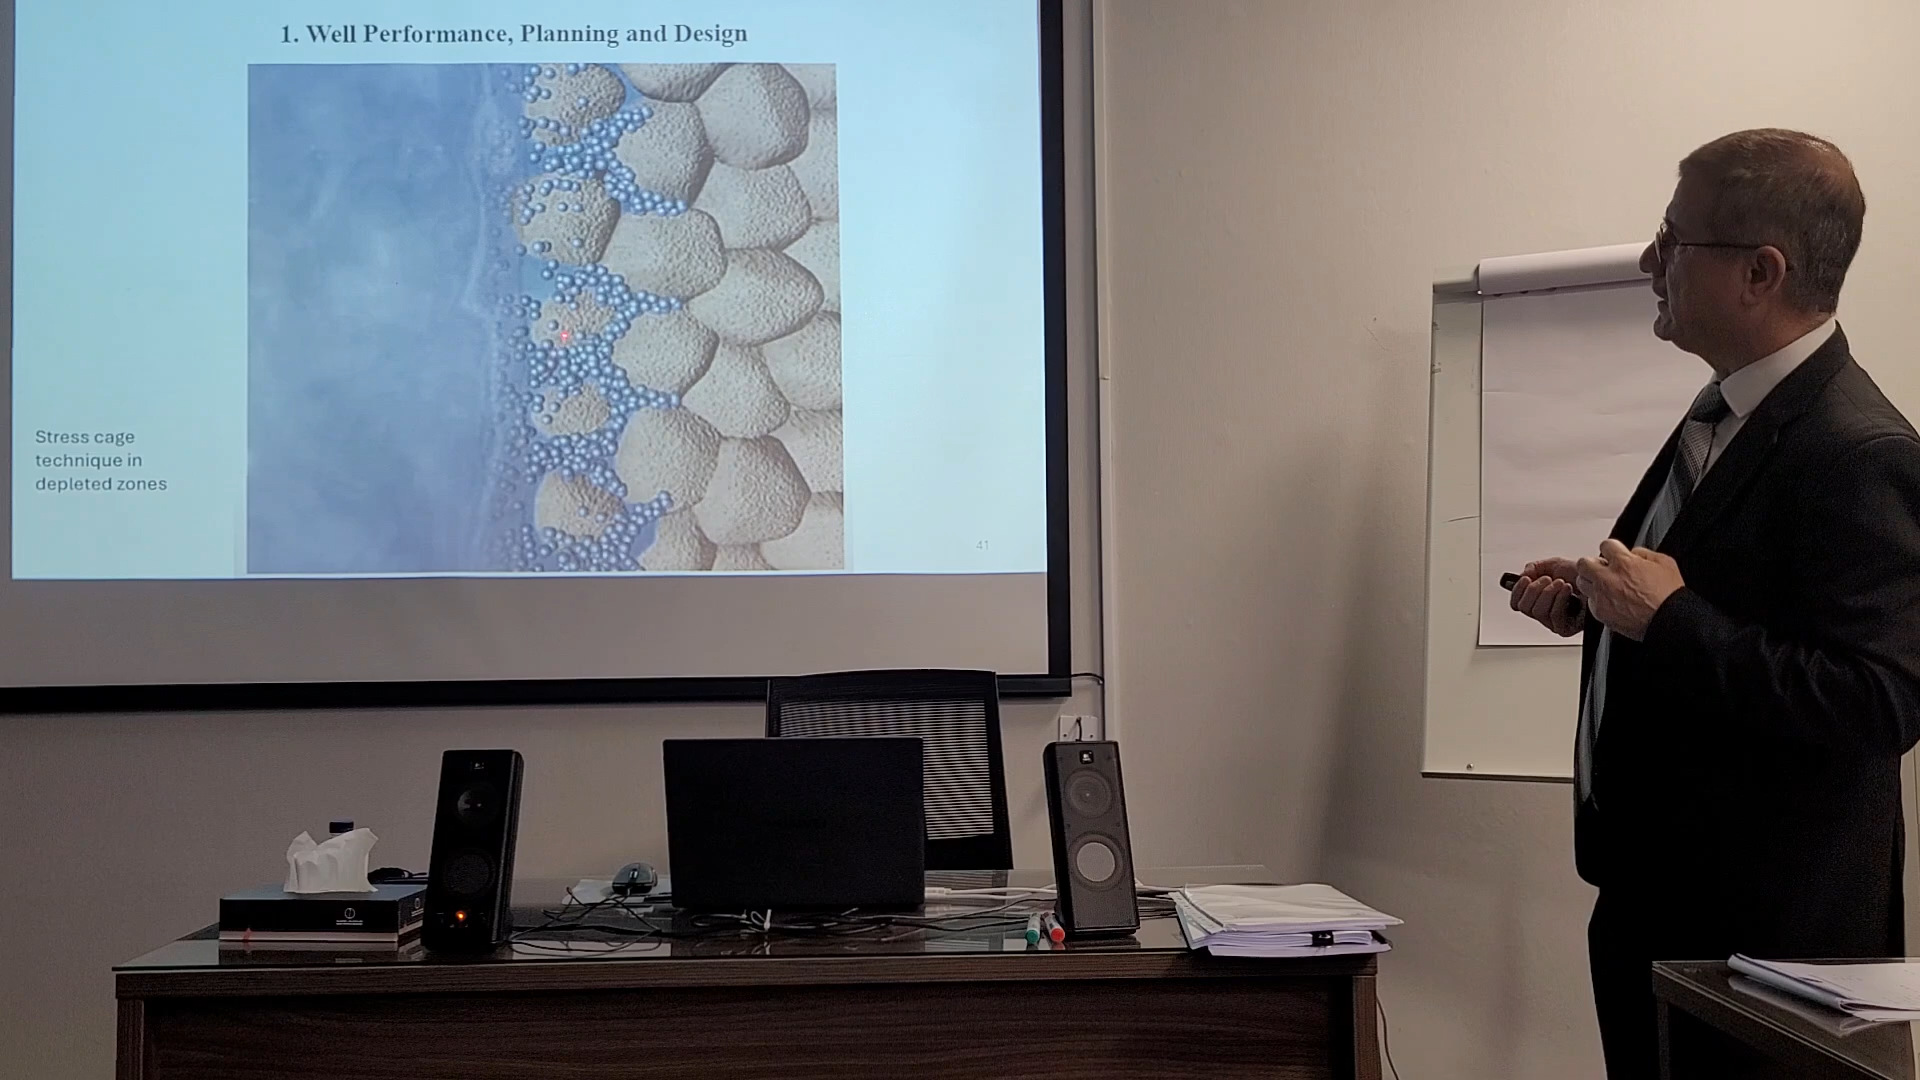 1. Well Performance, Planning and Design
Stress cage
technique in
depleted zones
41